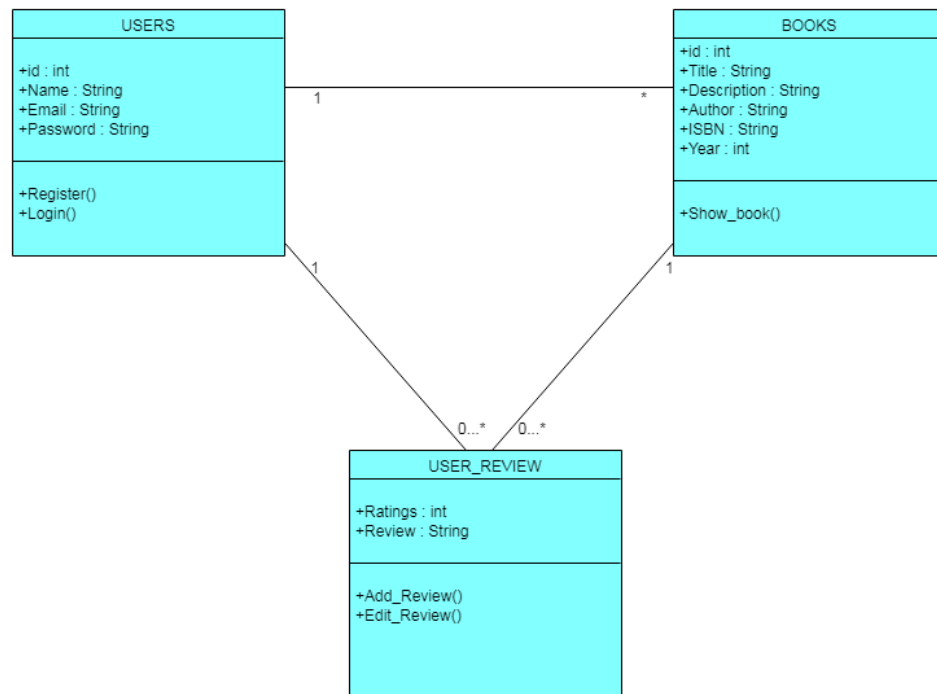 USERS
+id : int
+Name : String
+Email : String
+Password : String
+Register()
+Login()
BOOKS
+id : int
+Title : String
+Description : String
+Author : String
+ISBN : String
+Year : int
+Show_book()
1
*
1
1
0...*
0...*
USER_REVIEW
+Ratings : int
+Review : String
+Add_Review()
+Edit_Review()